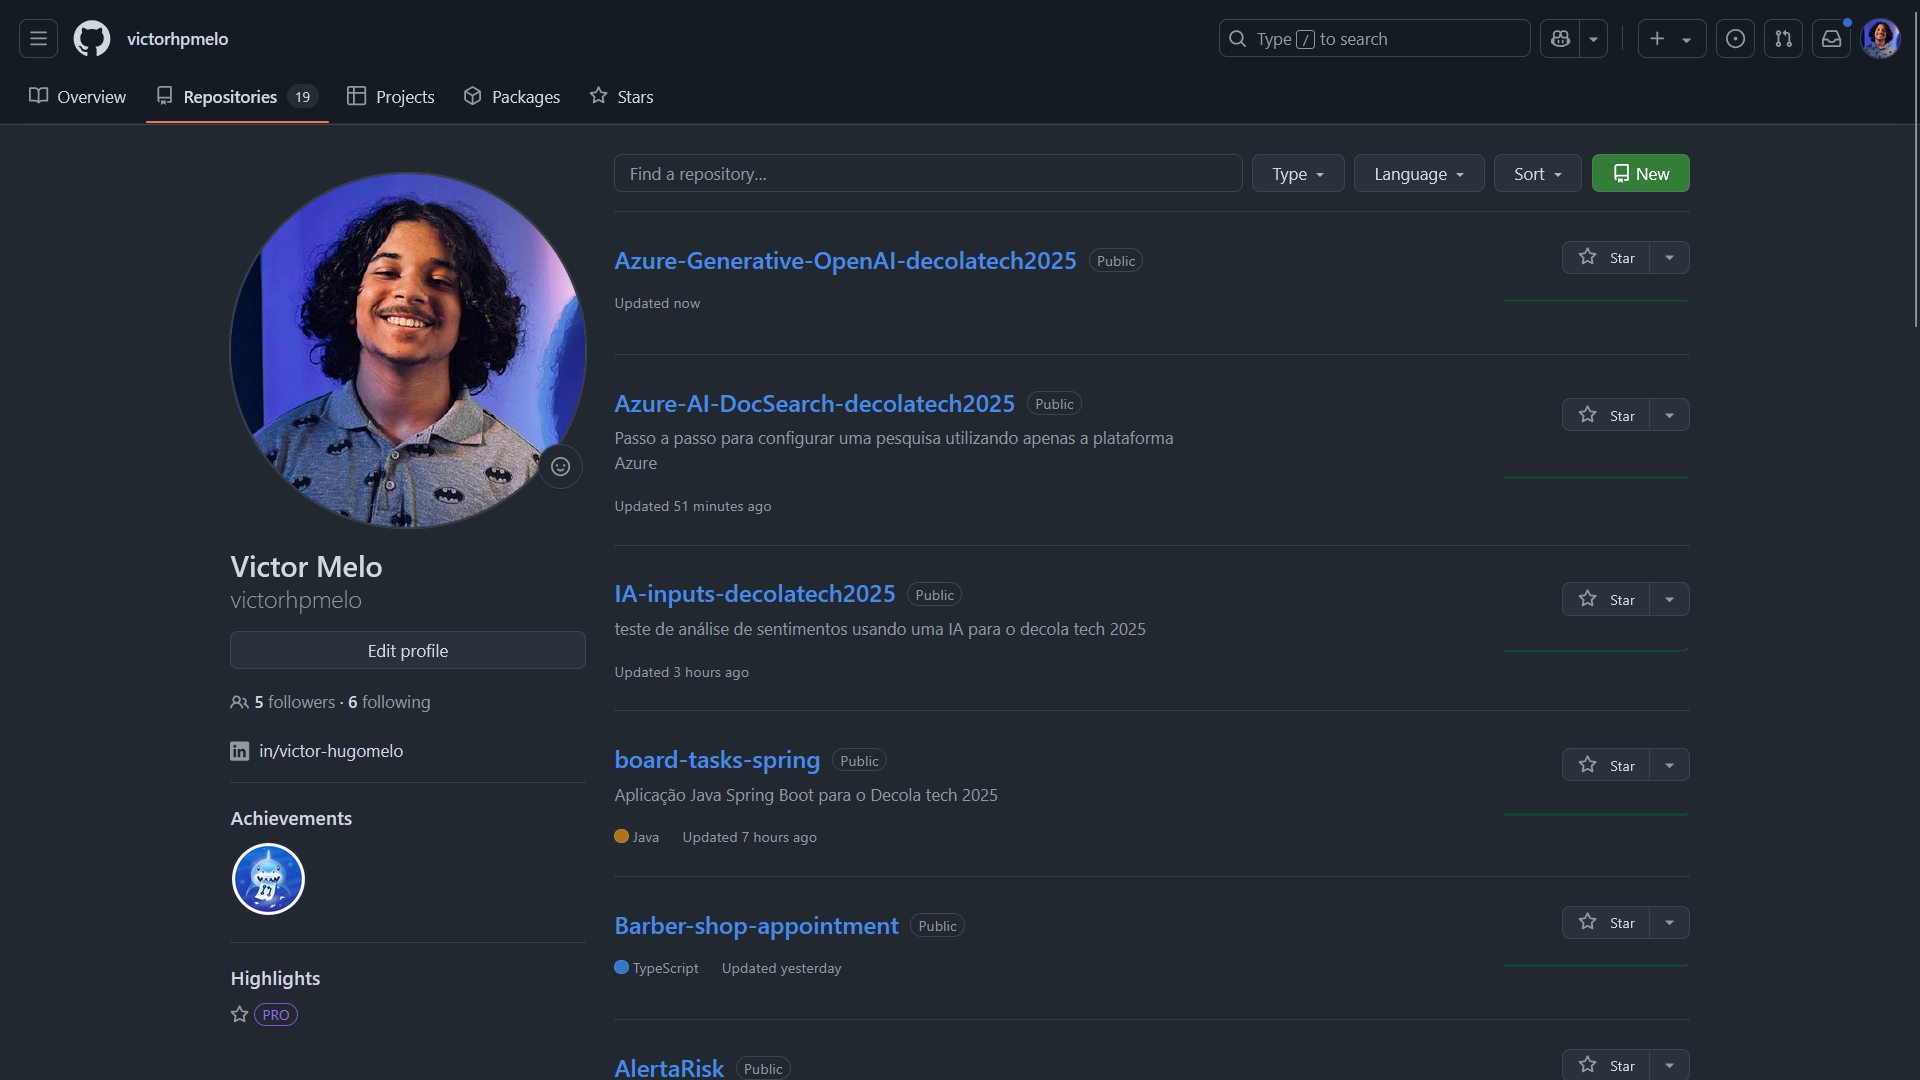 victorhpmelo
Type / to search
Overview
Repositories 19
Projects
Packages
Stars
Find a repository...
Type
Language
Sort
New
Victor Melo
victorhpmelo
Edit profile
5 followers · 6 following
in/victor-hugomelo
Achievements
Highlights
PRO
Azure-Generative-OpenAI-decolatech2025 Public
Star
Updated now
Azure-AI-DocSearch-decolatech2025 Public
Star
Passo a passo para configurar uma pesquisa utilizando apenas a plataforma
Azure
Updated 51 minutes ago
IA-inputs-decolatech2025 Public
Star
teste de análise de sentimentos usando uma IA para o decola tech 2025
Updated 3 hours ago
board-tasks-spring Public
Star
Aplicação Java Spring Boot para o Decola tech 2025
Java Updated 7 hours ago
Barber-shop-appointment Public
Star
TypeScript Updated yesterday
AlertaRisk Public
Star